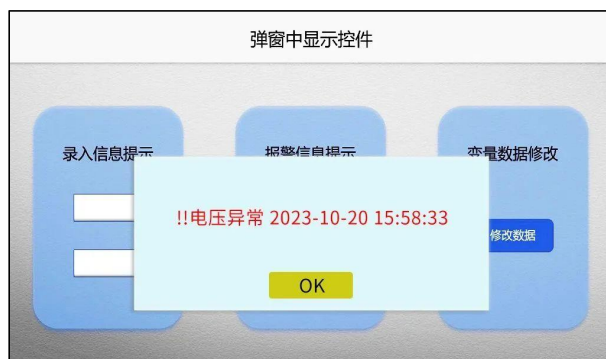 弹窗中显示控件
录入信息提示
报警信息提示
变量数据修改
!!电压异常 2023-10-20 15:58:33
修改数据
OK